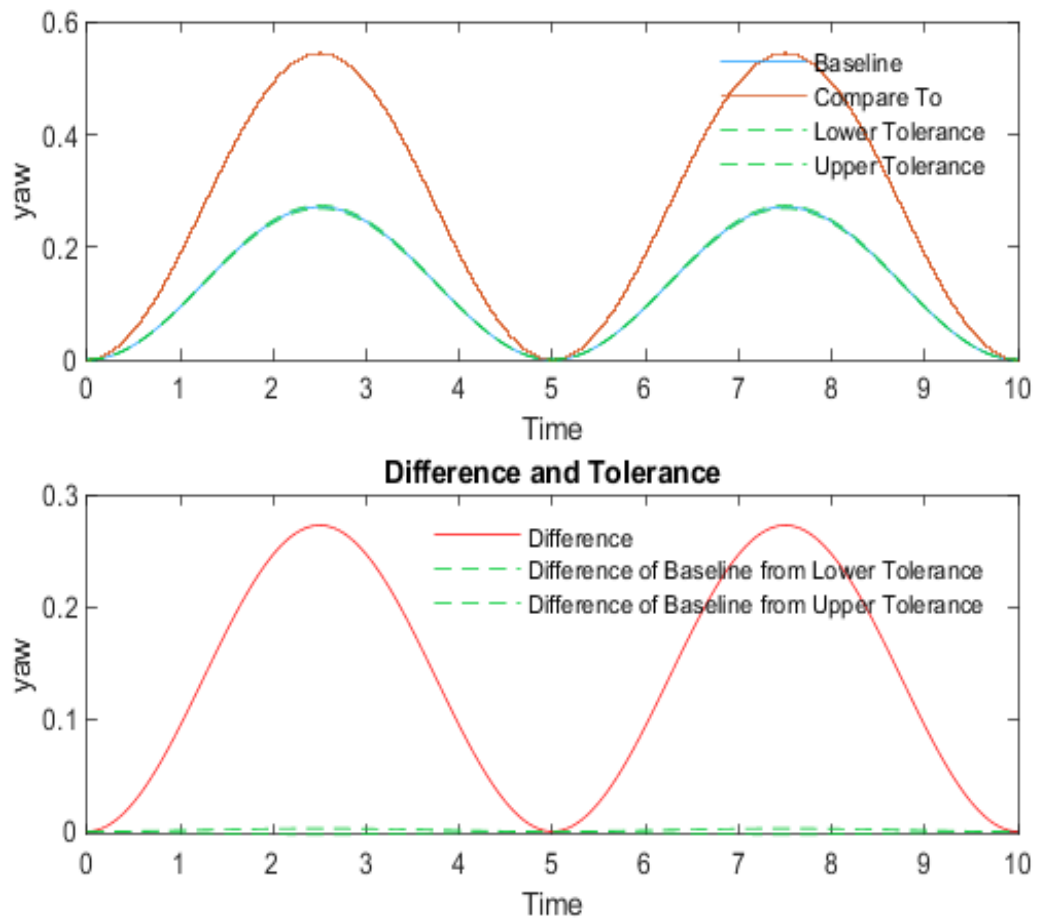 0.6
0.4
0.2
0
yaw
Baseline
Compare To
Lower Tolerance
Upper Tolerance
0 1 2 3 4 5 6 7 8 9 10
Time
Difference and Tolerance
0.3
0.2
0.1
0
yaw
Difference
Difference of Baseline from Lower Tolerance
Difference of Baseline from Upper Tolerance
0 1 2 3 4 5 6 7 8 9 10
Time